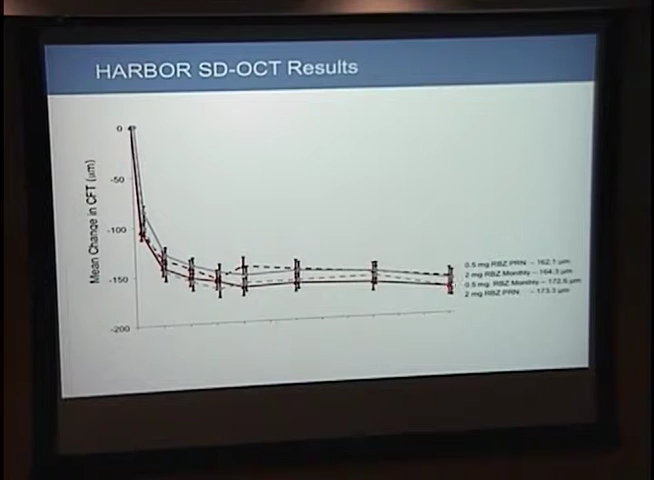 HARBOR SD-OCT Results
Mean Change in CFT (µm)
0
-50
-100
-150
-200
0.5 mg RBZ PRN – 162.1 µm
2 mg RBZ Monthly – 164.3 µm
0.5 mg RBZ Monthly – 172.6 µm
2 mg RBZ PRN – 173.3 µm